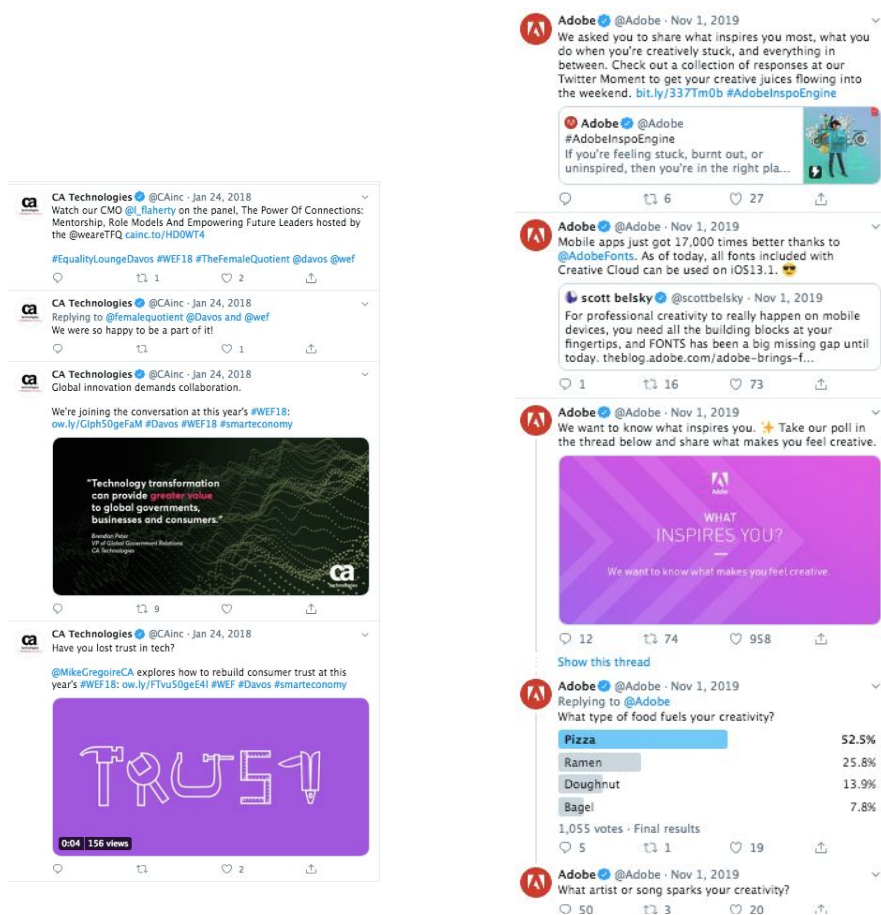 CA Technologies @CAinc · Jan 24, 2018
Watch our CMO @l_flaherty on the panel, The Power Of Connections:
Mentorship, Role Models And Empowering Future Leaders hosted by
the @weareTFQ cainc.to/HD0WT4
#EqualityLoungeDavos #WEF18 #TheFemaleQuotient @davos @wef
1 2
CA Technologies @CAinc · Jan 24, 2018
Replying to @femalequotient @Davos and @wef
We were so happy to be a part of it!
1
CA Technologies @CAinc · Jan 24, 2018
Global innovation demands collaboration.
We're joining the conversation at this year's #WEF18:
ow.ly/GIph50geFaM #Davos #WEF18 #smarteconomy
"Technology transformation
can provide greater value
to global governments,
businesses and consumers."
Brendan Peter
VP of Global Government Relations
CA Technologies
ca
technologies
9
CA Technologies @CAinc · Jan 24, 2018
Have you lost trust in tech?
@MikeGregoireCA explores how to rebuild consumer trust at this
year's #WEF18: ow.ly/FTvu50geE4I #WEF #Davos #smarteconomy
TRUST
0:04 156 views
2
Adobe @Adobe · Nov 1, 2019
We asked you to share what inspires you most, what you
do when you're creatively stuck, and everything in
between. Check out a collection of responses at our
Twitter Moment to get your creative juices flowing into
the weekend. bit.ly/337Tm0b #AdobeInspoEngine
Adobe @Adobe
#AdobeInspoEngine
If you're feeling stuck, burnt out, or
uninspired, then you're in the right pla...
6 27
Adobe @Adobe · Nov 1, 2019
Mobile apps just got 17,000 times better thanks to
@AdobeFonts. As of today, all fonts included with
Creative Cloud can be used on iOS13.1. 😎
scott belsky @scottbelsky · Nov 1, 2019
For professional creativity to really happen on mobile
devices, you need all the building blocks at your
fingertips, and FONTS has been a big missing gap until
today. theblog.adobe.com/adobe-brings-f...
1 16 73
Adobe @Adobe · Nov 1, 2019
We want to know what inspires you. ✨ Take our poll in
the thread below and share what makes you feel creative.
Adobe
WHAT
INSPIRES YOU?
We want to know what makes you feel creative.
12 74 958
Show this thread
Adobe @Adobe · Nov 1, 2019
Replying to @Adobe
What type of food fuels your creativity?
Pizza 52.5%
Ramen 25.8%
Doughnut 13.9%
Bagel 7.8%
1,055 votes · Final results
5 1 19
Adobe @Adobe · Nov 1, 2019
What artist or song sparks your creativity?
50 3 20